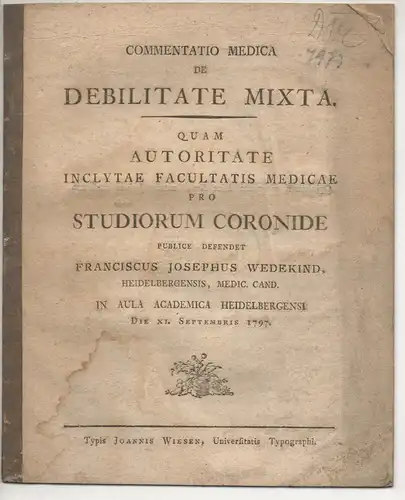 COMMENTATIO MEDICA
DE
DEBILITATE MIXTA.
QUAM
AUTORITATE
INCLYTAE FACULTATIS MEDICAE
PRO
STUDIORUM CORONIDE
PUBLICE DEFENDET
FRANCISCUS JOSEPHUS WEDEKIND,
HEIDELBERGENSIS, MEDIC. CAND.
IN AULA ACADEMICA HEIDELBERGENSI
DIE XI. SEPTEMBRIS 1797.
Typis JOANNIS WIESEN, Universitatis Typographi.